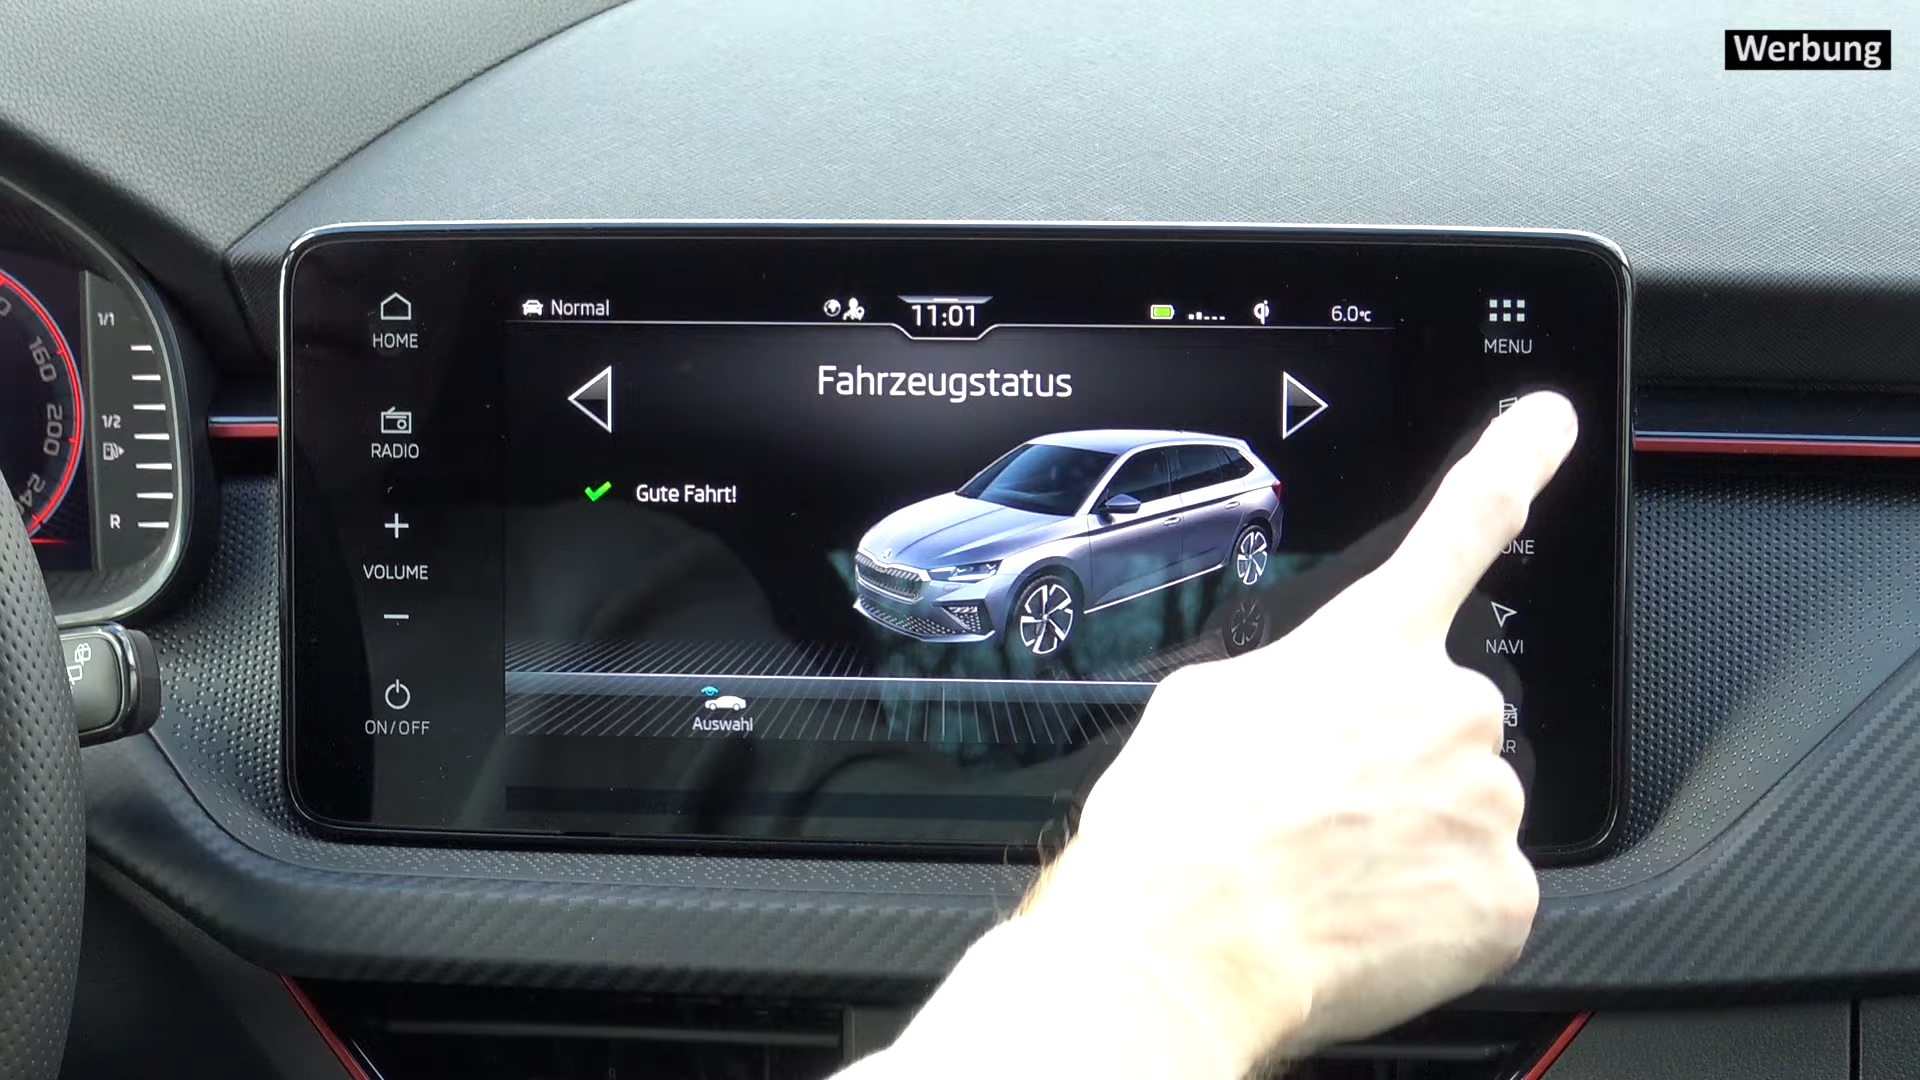 Werbung
1/1
160
200
1/2
R
HOME
RADIO
VOLUME
ON/OFF
Normal
11:01
6.0°C
Fahrzeugstatus
Gute Fahrt!
Auswahl
MENU
NAVI